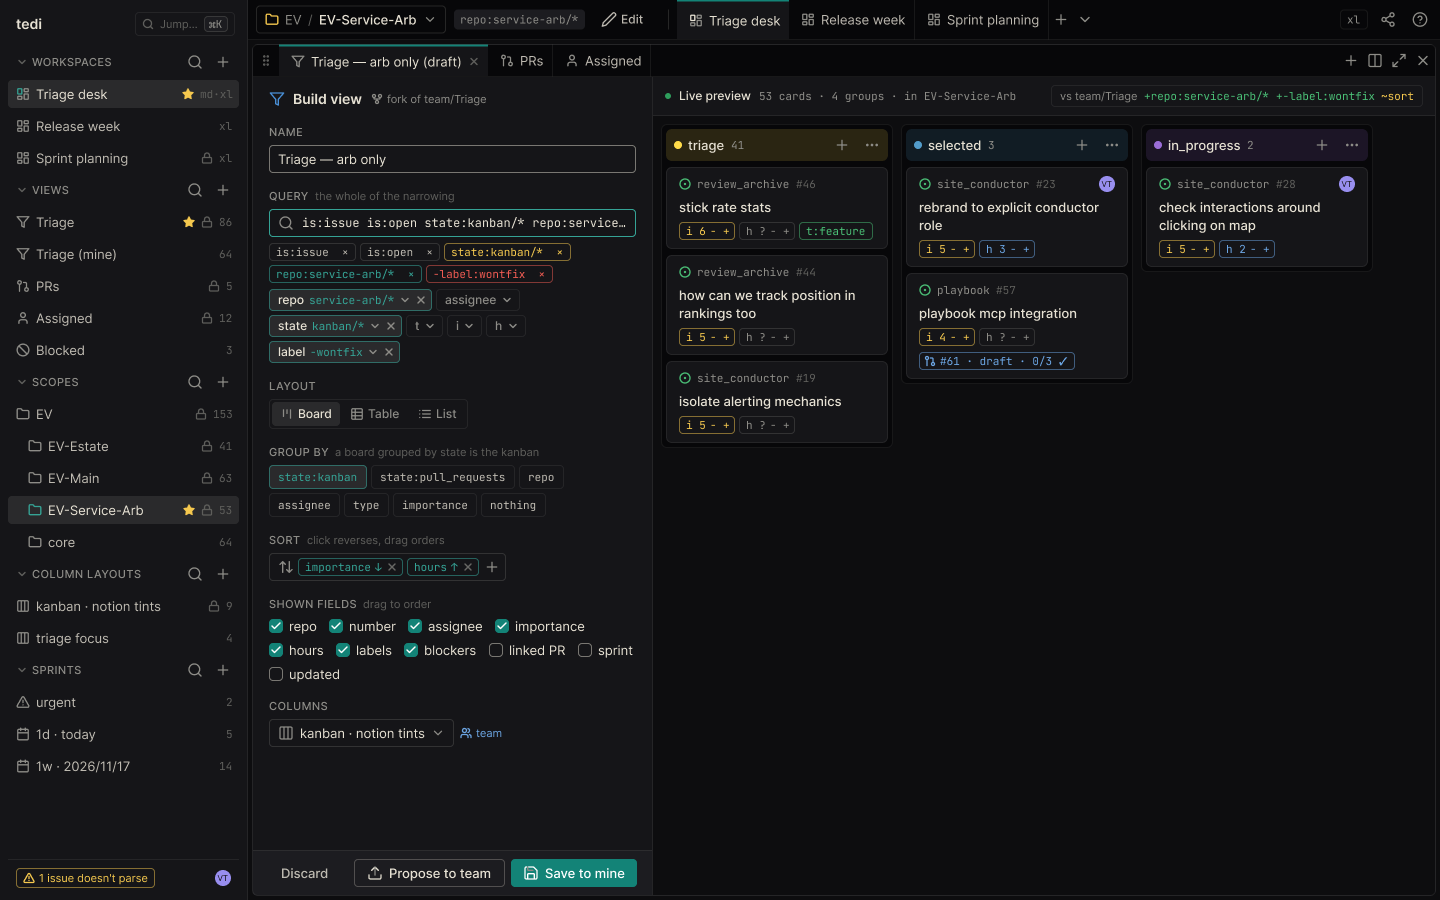 tedi
Jump... ⌘K
WORKSPACES
Triage desk md·xl
Release week xl
Sprint planning xl
VIEWS
Triage 86
Triage (mine) 64
PRs 5
Assigned 12
Blocked 3
SCOPES
EV 153
EV-Estate 41
EV-Main 63
EV-Service-Arb 53
core 64
COLUMN LAYOUTS
kanban · notion tints 9
triage focus 4
SPRINTS
urgent 2
1d · today 5
1w · 2026/11/17 14
1 issue doesn't parse VT
EV / EV-Service-Arb repo:service-arb/* Edit
Triage desk Release week Sprint planning
xl
Triage — arb only (draft) PRs Assigned
Build view fork of team/Triage
NAME
Triage — arb only
QUERY the whole of the narrowing
is:issue is:open state:kanban/* repo:service…
is:issue × is:open × state:kanban/* ×
repo:service-arb/* × -label:wontfix ×
repo service-arb/* assignee
state kanban/* t i h
label -wontfix
LAYOUT
Board Table List
GROUP BY a board grouped by state is the kanban
state:kanban state:pull_requests repo
assignee type importance nothing
SORT click reverses, drag orders
importance ↓ hours ↑
SHOWN FIELDS drag to order
repo number assignee importance
hours labels blockers linked PR sprint
updated
COLUMNS
kanban · notion tints team
Discard Propose to team Save to mine
Live preview 53 cards · 4 groups · in EV-Service-Arb
vs team/Triage +repo:service-arb/* +-label:wontfix ~sort
triage 41
review_archive #46
stick rate stats
i 6 - + h ? - + t:feature
review_archive #44
how can we track position in
rankings too
i 5 - + h ? - +
site_conductor #19
isolate alerting mechanics
i 5 - + h ? - +
selected 3
site_conductor #23 VT
rebrand to explicit conductor
role
i 5 - + h 3 - +
playbook #57
playbook mcp integration
i 4 - + h ? - +
#61 · draft · 0/3 ✓
in_progress 2
site_conductor #28 VT
check interactions around
clicking on map
i 5 - + h 2 - +